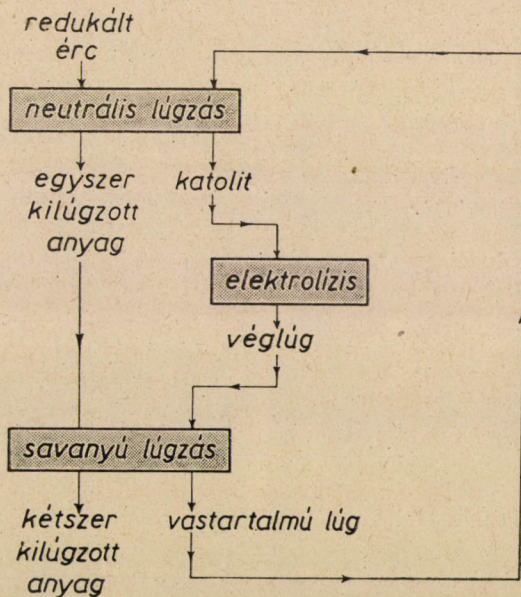 redukált
érc
neutrális lúgzás
egyszer
kilúgzott
anyag
katolit
elektrolízis
véglúg
savanyú lúgzás
kétszer
kilúgzott
anyag
vastartalmú lúg